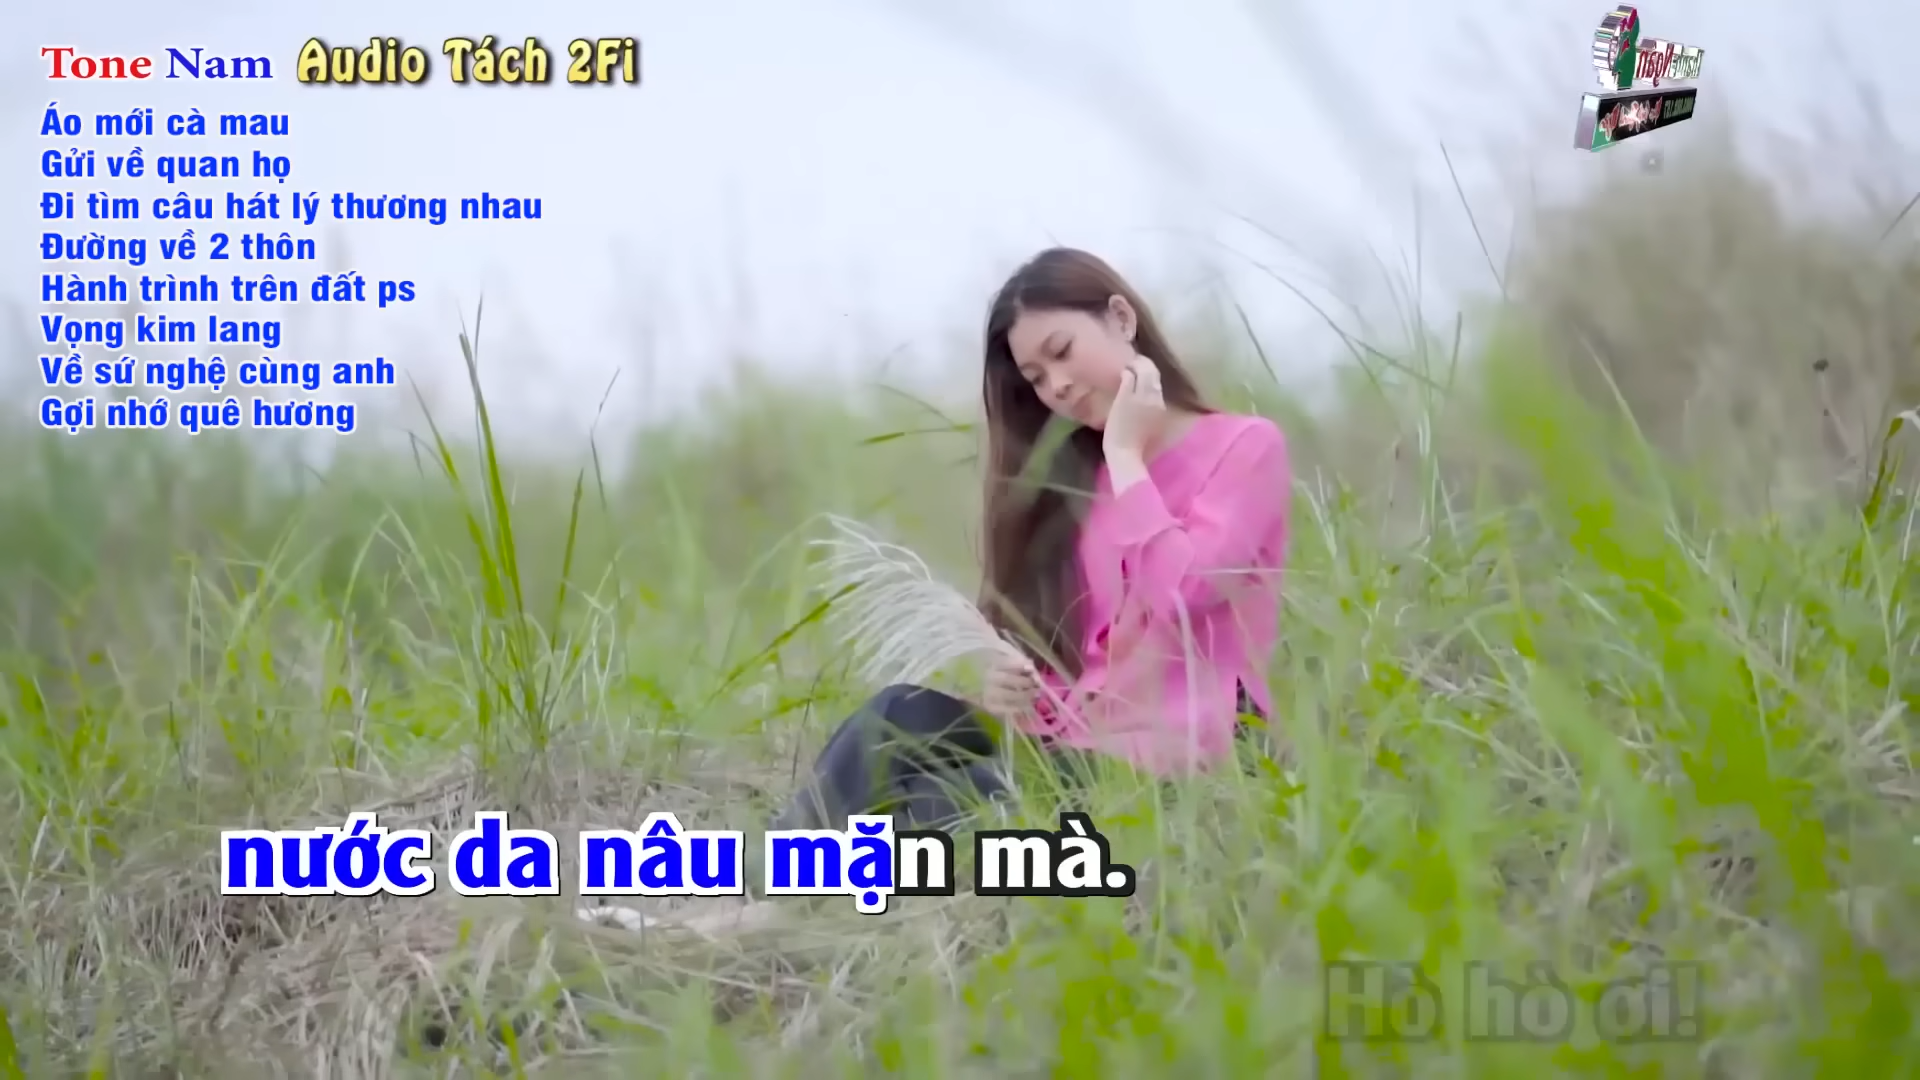 Tone Nam Audio Tách 2Fi
Áo mới cà mau
Gửi về quan họ
Đi tìm câu hát lý thương nhau
Đường về 2 thôn
Hành trình trên đất ps
Vọng kim lang
Về sứ nghệ cùng anh
Gợi nhớ quê hương
nước da nâu mặn mà.
Hò hò ơi!